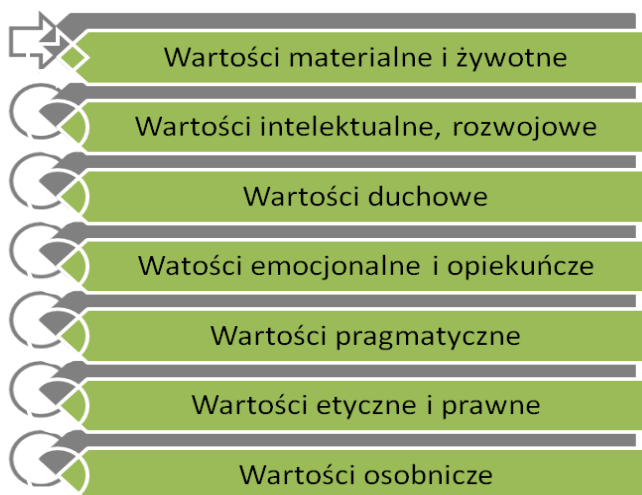 Wartości materialne i żywotne
Wartości intelektualne, rozwojowe
Wartości duchowe
Watości emocjonalne i opiekuńcze
Wartości pragmatyczne
Wartości etyczne i prawne
Wartości osobnicze